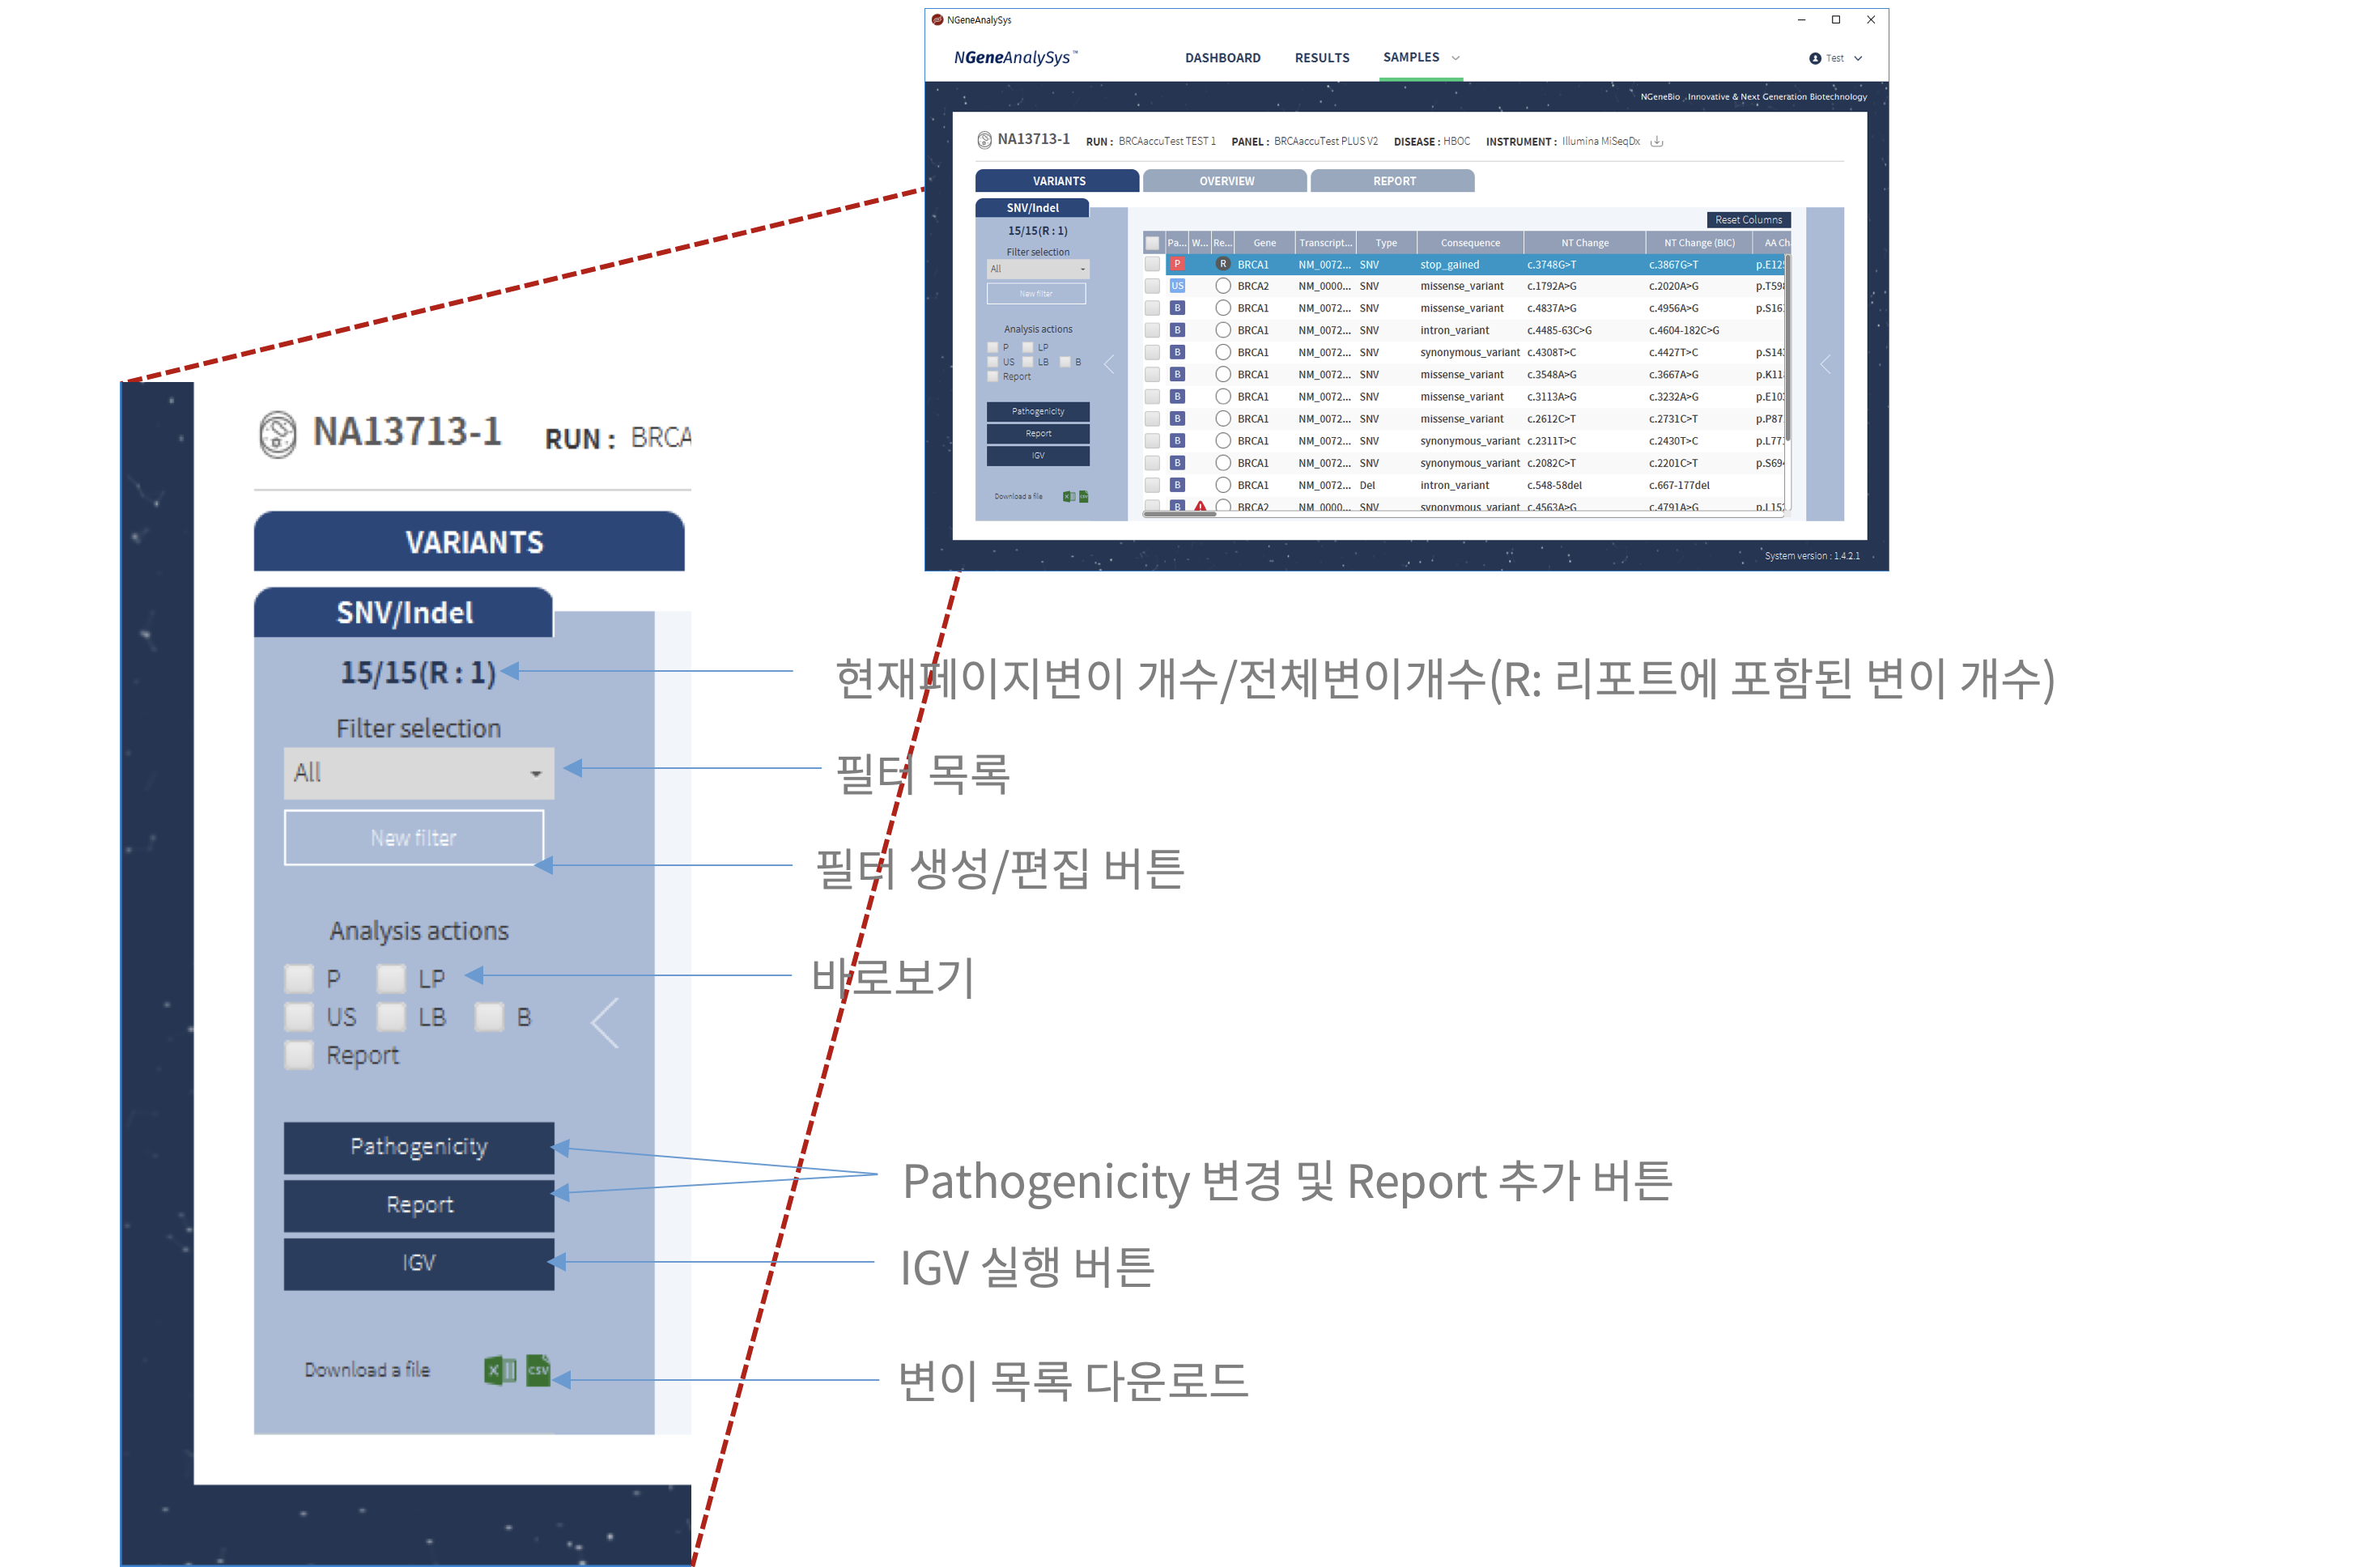 NGeneAnalySys
NGeneAnalySys™ DASHBOARD RESULTS SAMPLES Test
NGeneBio Innovative & Next Generation Biotechnology
NA13713-1 RUN : BRCAaccuTest TEST 1 PANEL : BRCAaccuTest PLUS V2 DISEASE : HBOC INSTRUMENT : Illumina MiSeqDx
VARIANTS OVERVIEW REPORT
SNV/Indel
15/15(R : 1)
Filter selection
All
New filter
Analysis actions
P LP
US LB B
Report
Pathogenicity
Report
IGV
Download a file
Reset Columns
Pa... W... Re... Gene Transcript... Type Consequence NT Change NT Change (BIC) AA Ch
P R BRCA1 NM_0072... SNV stop_gained c.3748G>T c.3867G>T p.E125
US BRCA2 NM_0000... SNV missense_variant c.1792A>G c.2020A>G p.T598
B BRCA1 NM_0072... SNV missense_variant c.4837A>G c.4956A>G p.S16
B BRCA1 NM_0072... SNV intron_variant c.4485-63C>G c.4604-182C>G
B BRCA1 NM_0072... SNV synonymous_variant c.4308T>C c.4427T>C p.S143
B BRCA1 NM_0072... SNV missense_variant c.3548A>G c.3667A>G p.K11
B BRCA1 NM_0072... SNV missense_variant c.3113A>G c.3232A>G p.E103
B BRCA1 NM_0072... SNV missense_variant c.2612C>T c.2731C>T p.P87
B BRCA1 NM_0072... SNV synonymous_variant c.2311T>C c.2430T>C p.L77
B BRCA1 NM_0072... SNV synonymous_variant c.2082C>T c.2201C>T p.S694
B BRCA1 NM_0072... Del intron_variant c.548-58del c.667-177del
B BRCA2 NM_0000... SNV synonymous_variant c.4563A>G c.4791A>G p.L152
System version : 1.4.2.1
NA13713-1 RUN : BRCA
VARIANTS
SNV/Indel
15/15(R : 1)
현재페이지변이 개수/전체변이개수(R: 리포트에 포함된 변이 개수)
Filter selection
All
필터 목록
New filter
필터 생성/편집 버튼
Analysis actions
P LP
바로보기
US LB B
Report
Pathogenicity
Report
Pathogenicity 변경 및 Report 추가 버튼
IGV
IGV 실행 버튼
Download a file CSV
변이 목록 다운로드